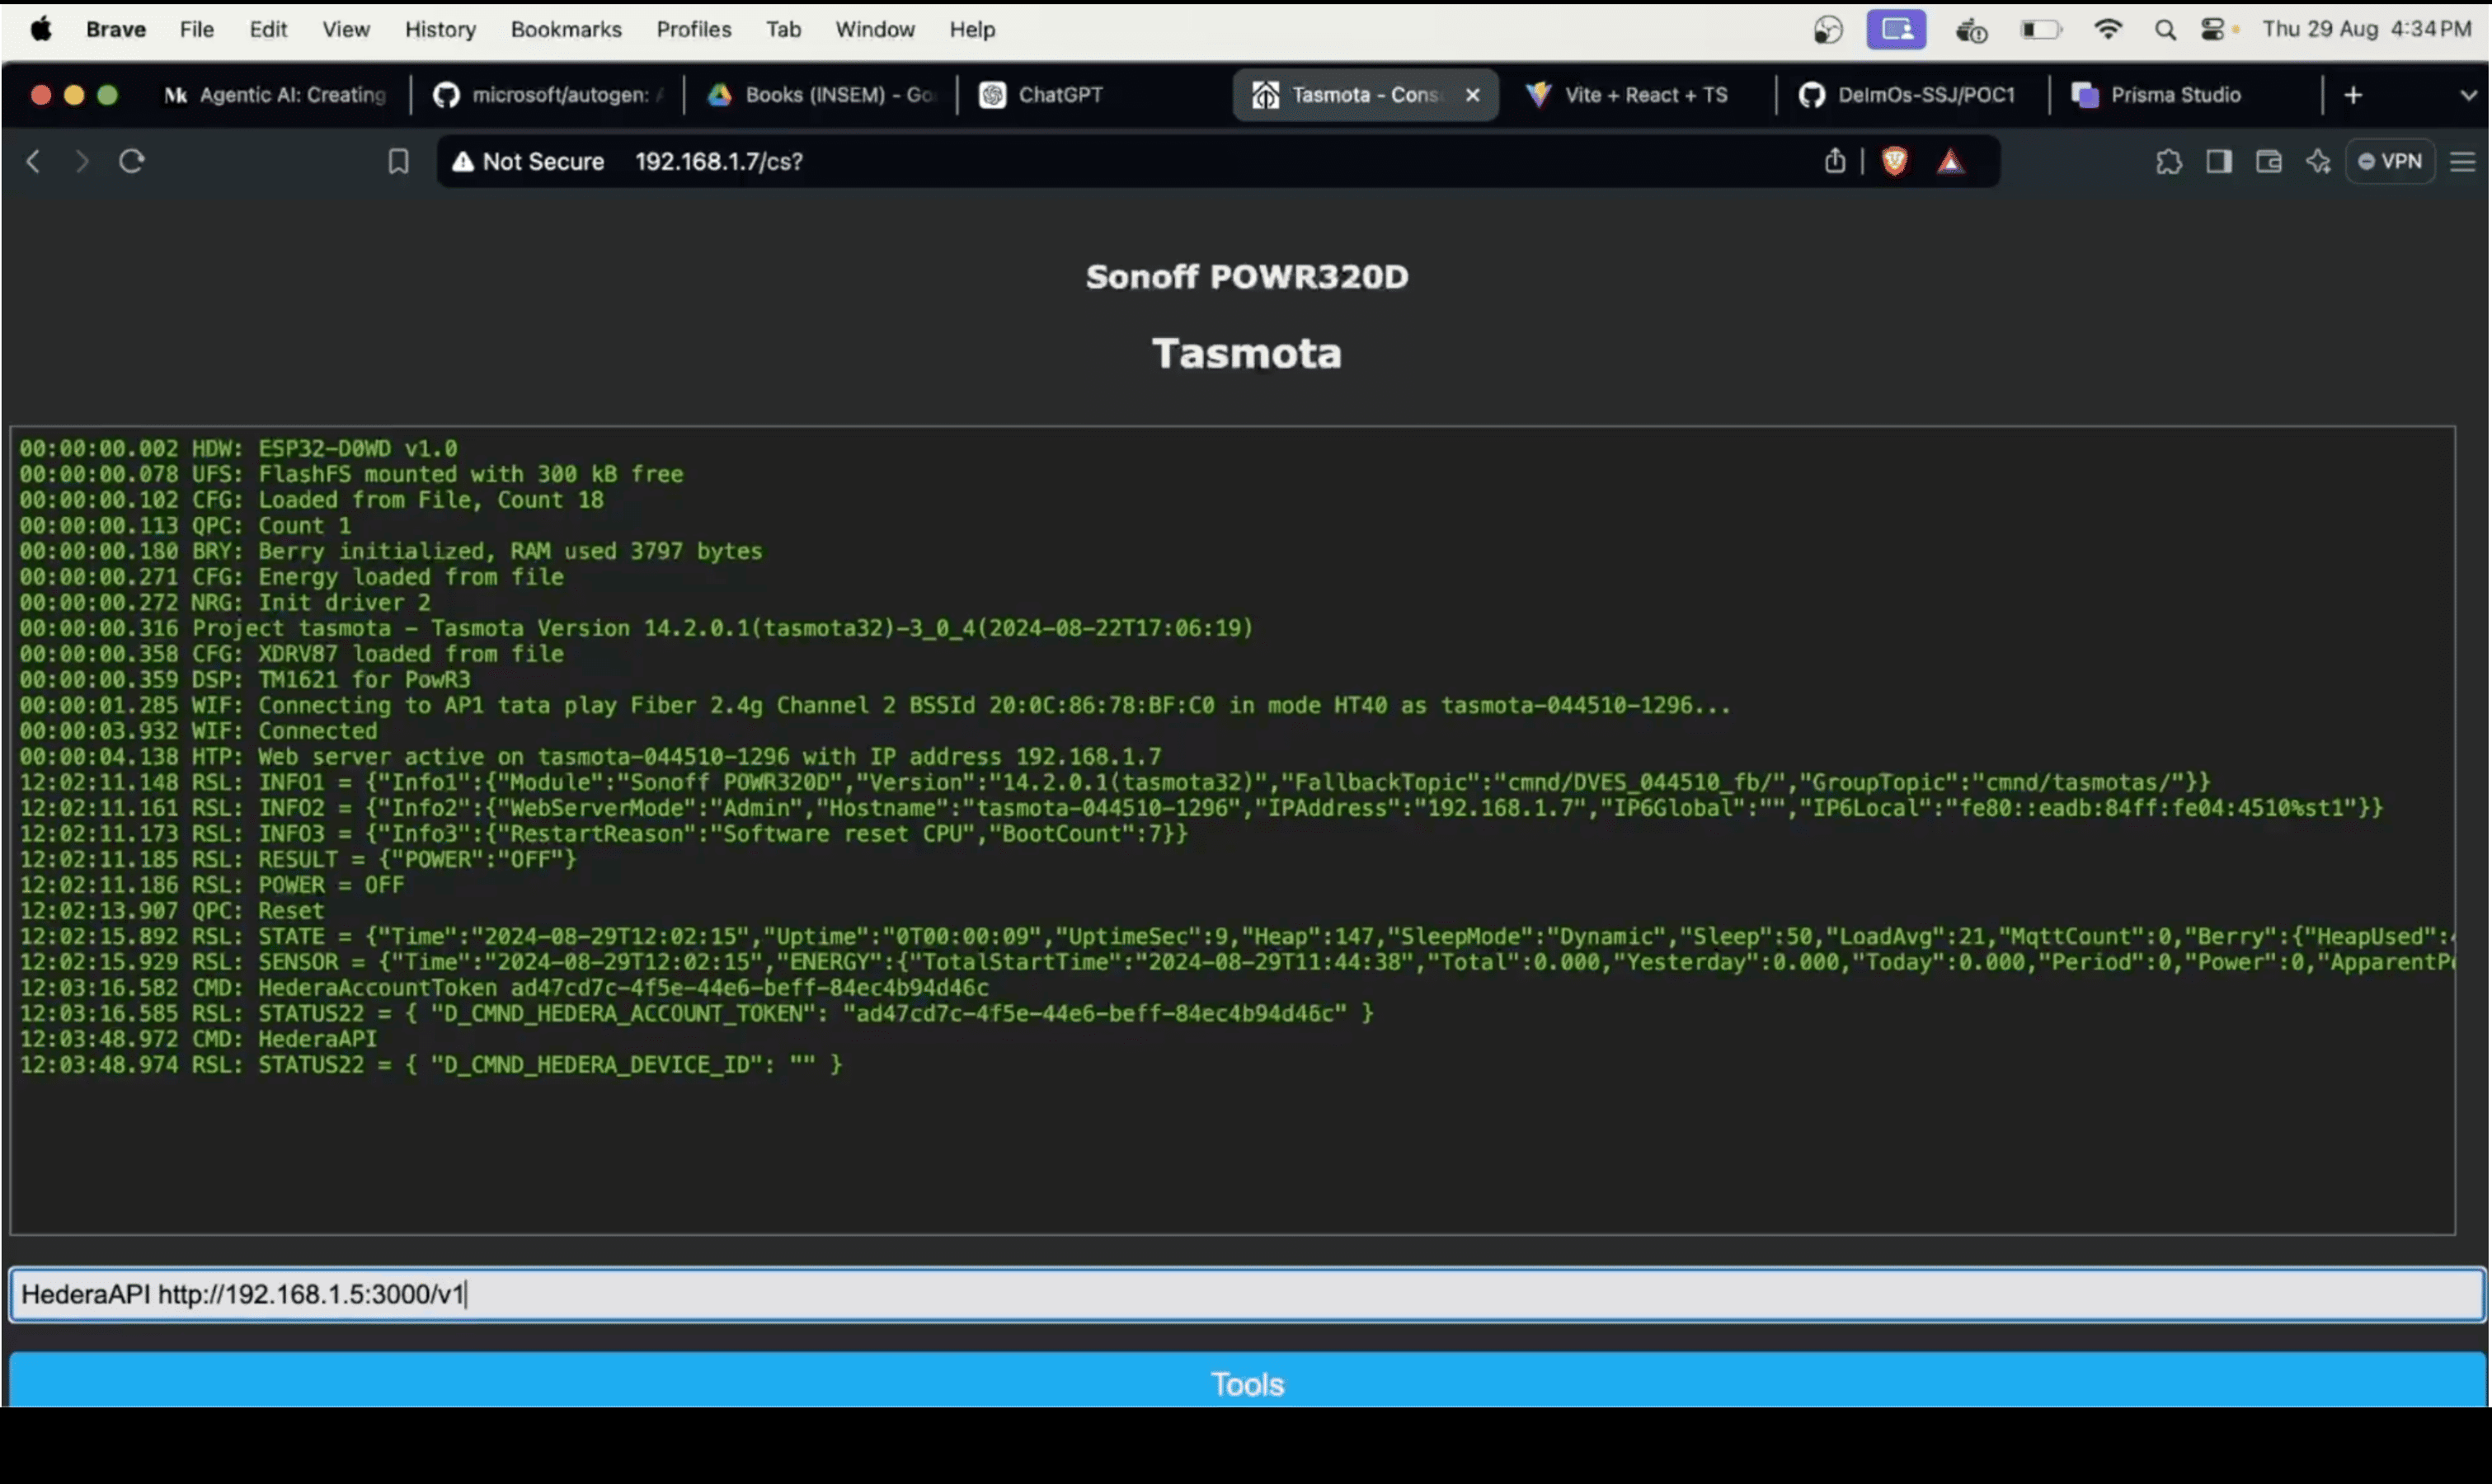 Brave File Edit View History Bookmarks Profiles Tab Window Help Thu 29 Aug 4:34 PM
Mk Agentic AI: Creating microsoft/autogen: Books (INSEM) - Go ChatGPT Tasmota - Cons Vite + React + TS DelmOs-SSJ/POC1 Prisma Studio
Not Secure 192.168.1.7/cs? VPN
Sonoff POWR320D
Tasmota
00:00:00.002 HDW: ESP32-D0WD v1.0
00:00:00.078 UFS: FlashFS mounted with 300 kB free
00:00:00.102 CFG: Loaded from File, Count 18
00:00:00.113 QPC: Count 1
00:00:00.180 BRY: Berry initialized, RAM used 3797 bytes
00:00:00.271 CFG: Energy loaded from file
00:00:00.272 NRG: Init driver 2
00:00:00.316 Project tasmota - Tasmota Version 14.2.0.1(tasmota32)-3_0_4(2024-08-22T17:06:19)
00:00:00.358 CFG: XDRV87 loaded from file
00:00:00.359 DSP: TM1621 for PowR3
00:00:01.285 WIF: Connecting to AP1 tata play Fiber 2.4g Channel 2 BSSId 20:0C:86:78:BF:C0 in mode HT40 as tasmota-044510-1296...
00:00:03.932 WIF: Connected
00:00:04.138 HTP: Web server active on tasmota-044510-1296 with IP address 192.168.1.7
12:02:11.148 RSL: INFO1 = {"Info1":{"Module":"Sonoff POWR320D","Version":"14.2.0.1(tasmota32)","FallbackTopic":"cmnd/DVES_044510_fb/","GroupTopic":"cmnd/tasmotas/"}}
12:02:11.161 RSL: INFO2 = {"Info2":{"WebServerMode":"Admin","Hostname":"tasmota-044510-1296","IPAddress":"192.168.1.7","IP6Global":"","IP6Local":"fe80::eadb:84ff:fe04:4510%st1"}}
12:02:11.173 RSL: INFO3 = {"Info3":{"RestartReason":"Software reset CPU","BootCount":7}}
12:02:11.185 RSL: RESULT = {"POWER":"OFF"}
12:02:11.186 RSL: POWER = OFF
12:02:13.907 QPC: Reset
12:02:15.892 RSL: STATE = {"Time":"2024-08-29T12:02:15","Uptime":"0T00:00:09","UptimeSec":9,"Heap":147,"SleepMode":"Dynamic","Sleep":50,"LoadAvg":21,"MqttCount":0,"Berry":{"HeapUsed":
12:02:15.929 RSL: SENSOR = {"Time":"2024-08-29T12:02:15","ENERGY":{"TotalStartTime":"2024-08-29T11:44:38","Total":0.000,"Yesterday":0.000,"Today":0.000,"Period":0,"Power":0,"ApparentP
12:03:16.582 CMD: HederaAccountToken ad47cd7c-4f5e-44e6-beff-84ec4b94d46c
12:03:16.585 RSL: STATUS22 = { "D_CMND_HEDERA_ACCOUNT_TOKEN": "ad47cd7c-4f5e-44e6-beff-84ec4b94d46c" }
12:03:48.972 CMD: HederaAPI
12:03:48.974 RSL: STATUS22 = { "D_CMND_HEDERA_DEVICE_ID": "" }
HederaAPI http://192.168.1.5:3000/v1
Tools